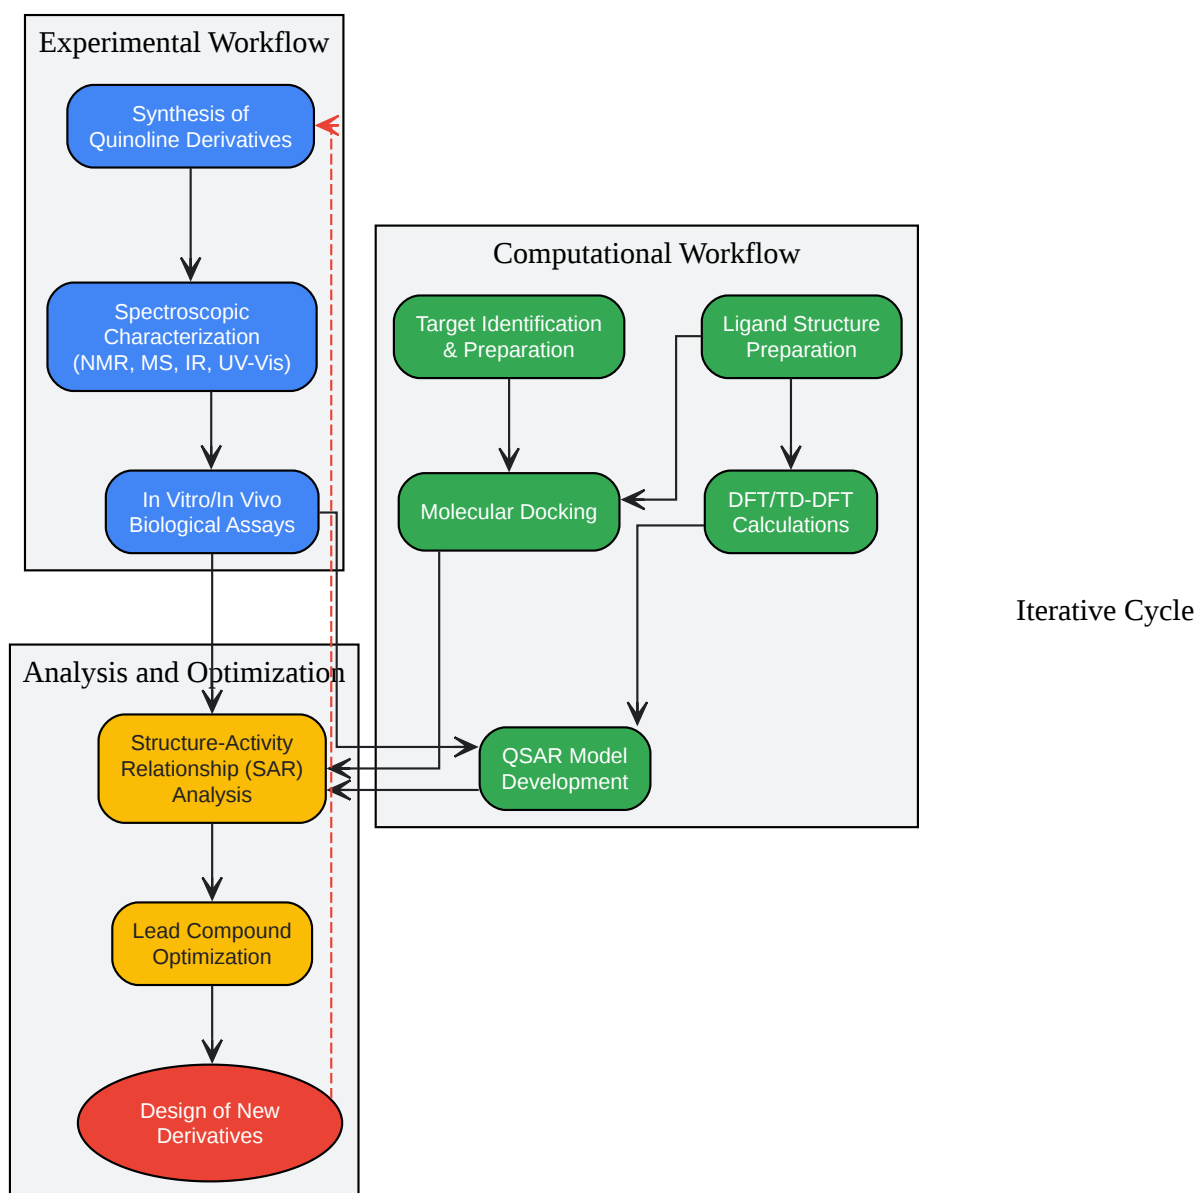 Experimental Workflow
Synthesis of
Quinoline Derivatives
Spectroscopic
Characterization
(NMR, MS, IR, UV-Vis)
In Vitro/In Vivo
Biological Assays
Computational Workflow
Target Identification
& Preparation
Ligand Structure
Preparation
Molecular Docking
DFT/TD-DFT
Calculations
QSAR Model
Development
Iterative Cycle
Analysis and Optimization
Structure-Activity
Relationship (SAR)
Analysis
Lead Compound
Optimization
Design of New
Derivatives